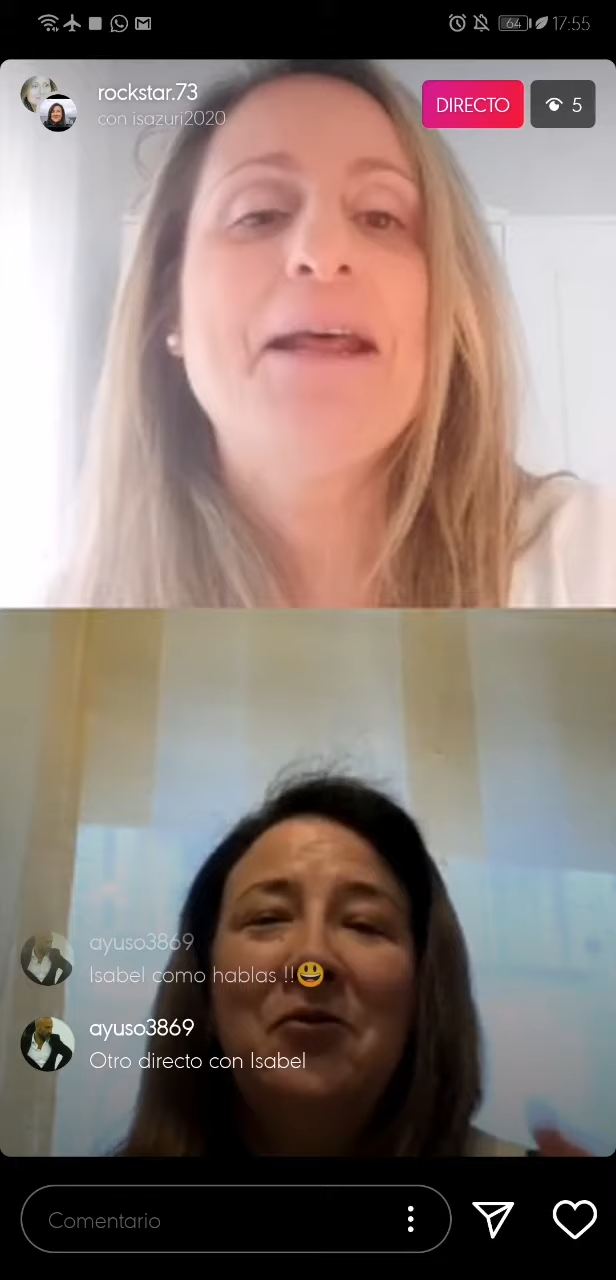 64 17:55
rockstar.73
con isazuri2020
DIRECTO
5
ayuso3869
Isabel como hablas !!😃
ayuso3869
Otro directo con Isabel
Comentario